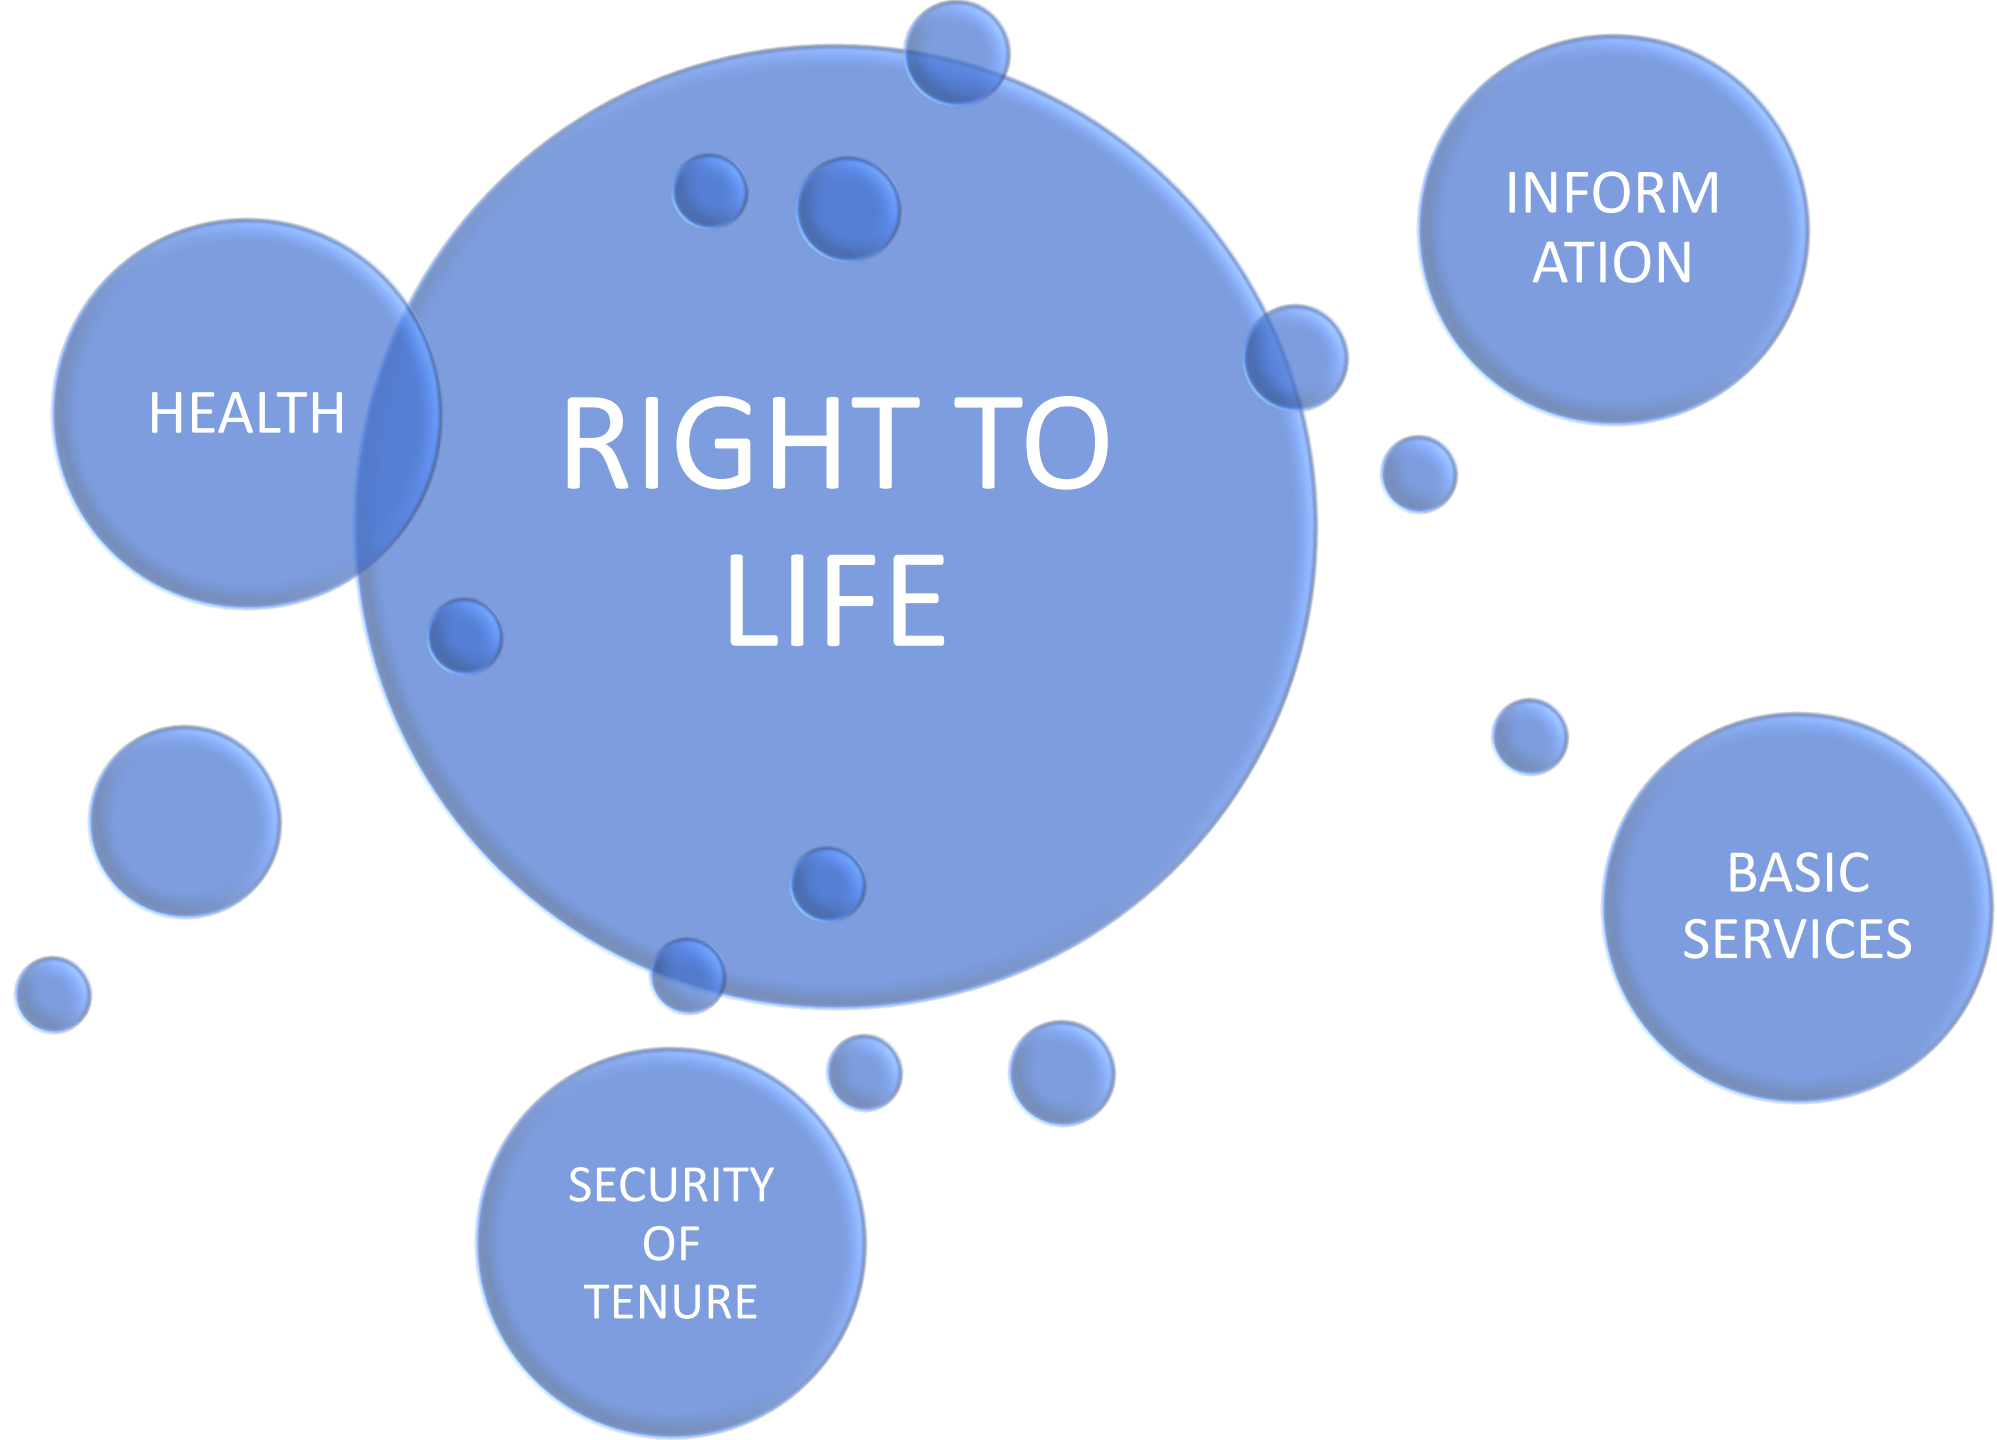 INFORM
ATION
HEALTH
RIGHT TO
LIFE
BASIC
SERVICES
SECURITY
OF
TENURE